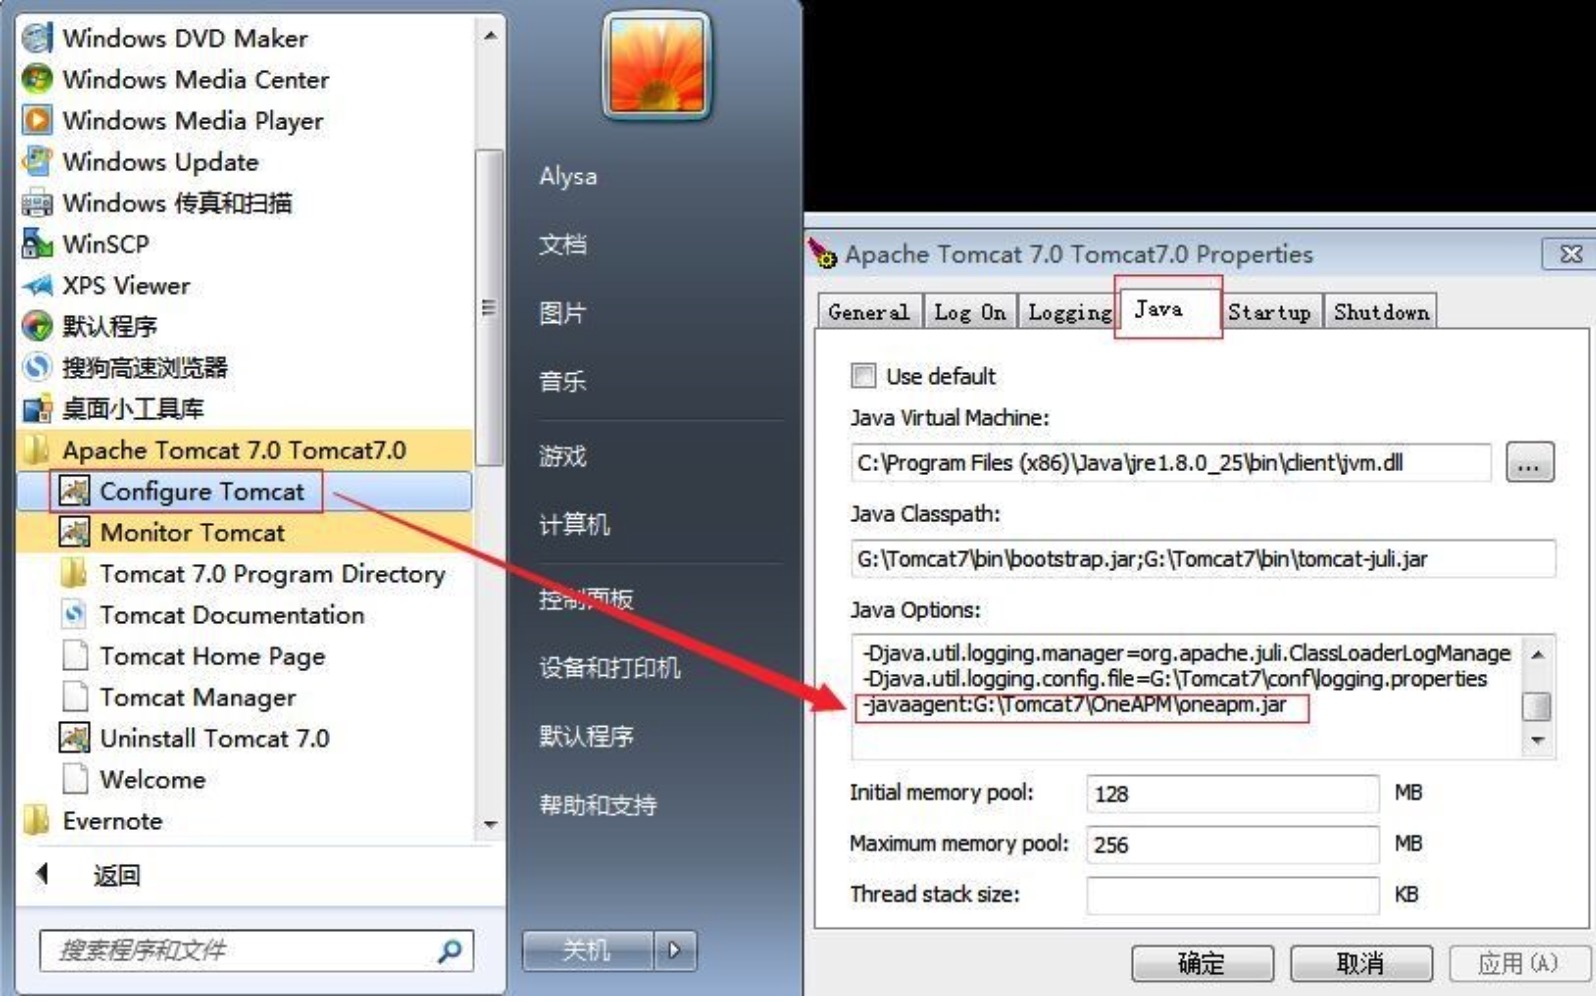 Windows DVD Maker
Windows Media Center
Windows Media Player
Windows Update
Windows 传真和扫描
WinSCP
XPS Viewer
默认程序
搜狗高速浏览器
桌面小工具库
Apache Tomcat 7.0 Tomcat7.0
Configure Tomcat
Monitor Tomcat
Tomcat 7.0 Program Directory
Tomcat Documentation
Tomcat Home Page
Tomcat Manager
Uninstall Tomcat 7.0
Welcome
Evernote
返回
搜索程序和文件
Alysa
文档
图片
音乐
游戏
计算机
控制面板
设备和打印机
默认程序
帮助和支持
关机
Apache Tomcat 7.0 Tomcat7.0 Properties
General Log On Logging Java Startup Shutdown
Use default
Java Virtual Machine:
C:\Program Files (x86)\Java\jre1.8.0_25\bin\client\jvm.dll ...
Java Classpath:
G:\Tomcat7\bin\bootstrap.jar;G:\Tomcat7\bin\tomcat-juli.jar
Java Options:
-Djava.util.logging.manager=org.apache.juli.ClassLoaderLogManage
-Djava.util.logging.config.file=G:\Tomcat7\conf\logging.properties
-javaagent:G:\Tomcat7\OneAPM\oneapm.jar
Initial memory pool: 128 MB
Maximum memory pool: 256 MB
Thread stack size: KB
确定 取消 应用(A)